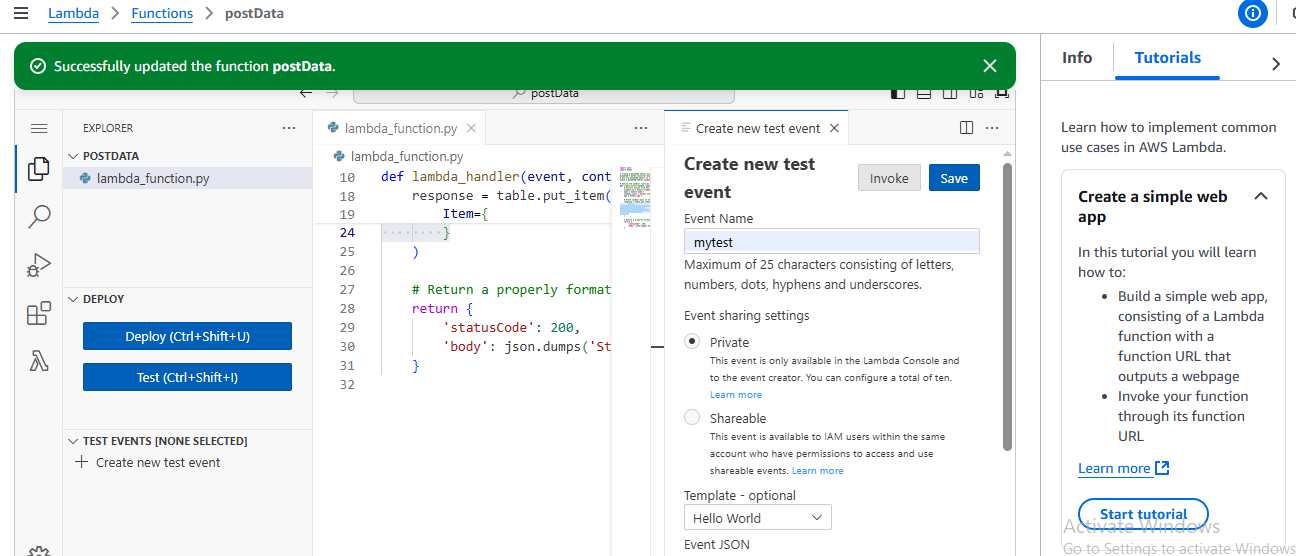 Lambda > Functions > postData
Successfully updated the function postData.
postData
Info
Tutorials
EXPLORER
POSTDATA
lambda_function.py
DEPLOY
Deploy (Ctrl+Shift+U)
Test (Ctrl+Shift+I)
TEST EVENTS [NONE SELECTED]
+ Create new test event
lambda_function.py
lambda_function.py
10 def lambda_handler(event, cont
18 response = table.put_item(
19 Item={
24 }
25 )
26
27 # Return a properly format
28 return {
29 'statusCode': 200,
30 'body': json.dumps('St
31 }
32
Create new test event
Create new test
event
Invoke
Save
Event Name
mytest
Maximum of 25 characters consisting of letters,
numbers, dots, hyphens and underscores.
Event sharing settings
Private
This event is only available in the Lambda Console and
to the event creator. You can configure a total of ten.
Learn more
Shareable
This event is available to IAM users within the same
account who have permissions to access and use
shareable events. Learn more
Template - optional
Hello World
Event JSON
Learn how to implement common
use cases in AWS Lambda.
Create a simple web
app
In this tutorial you will learn
how to:
• Build a simple web app,
consisting of a Lambda
function with a
function URL that
outputs a webpage
• Invoke your function
through its function
URL
Learn more
Start tutorial
Activate Windows
Go to Settings to activate Windows